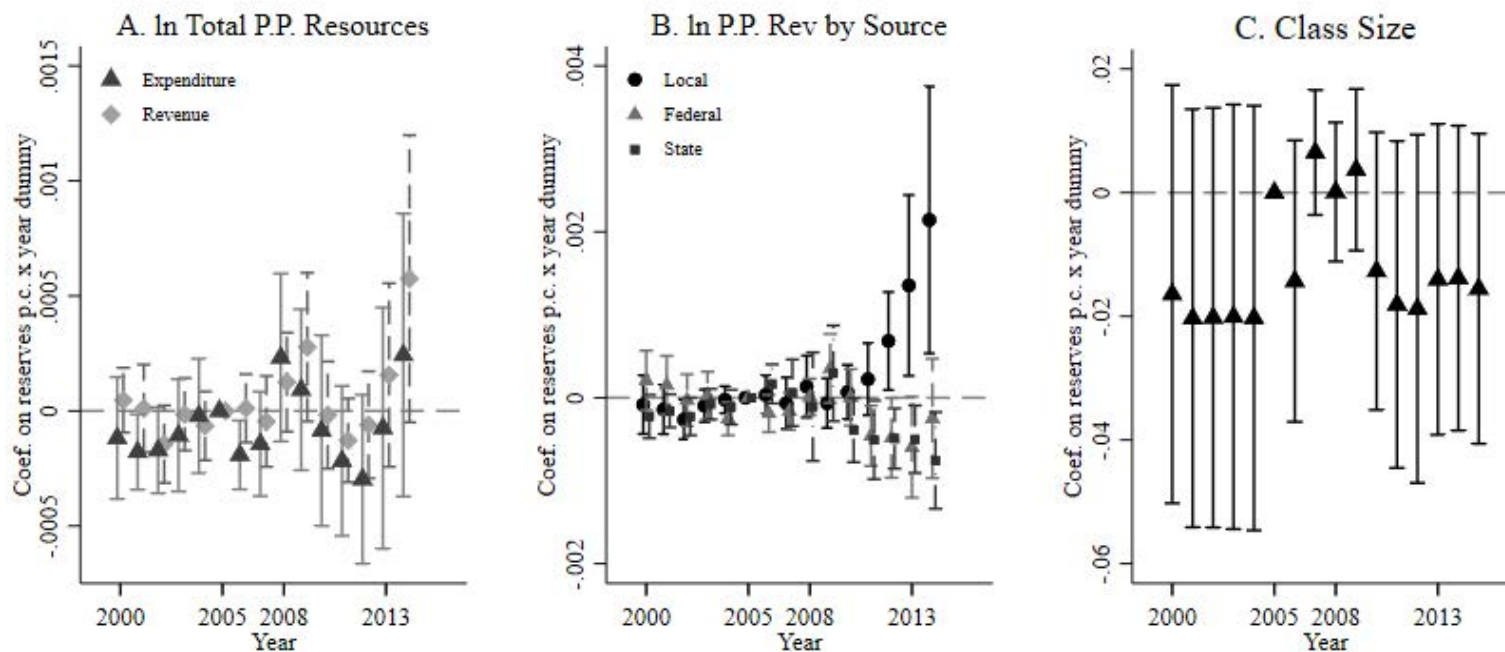 A. ln Total P.P. Resources
Coef. on reserves p.c. x year dummy
.0015
.001
.0005
0
-.0005
Expenditure
Revenue
2000 2005 2008 2013
Year
B. ln P.P. Rev by Source
Coef. on reserves p.c. x year dummy
.004
.002
0
-.002
Local
Federal
State
2000 2005 2008 2013
Year
C. Class Size
Coef. on reserves p.c. x year dummy
.02
0
-.02
-.04
-.06
2000 2005 2008 2013
Year